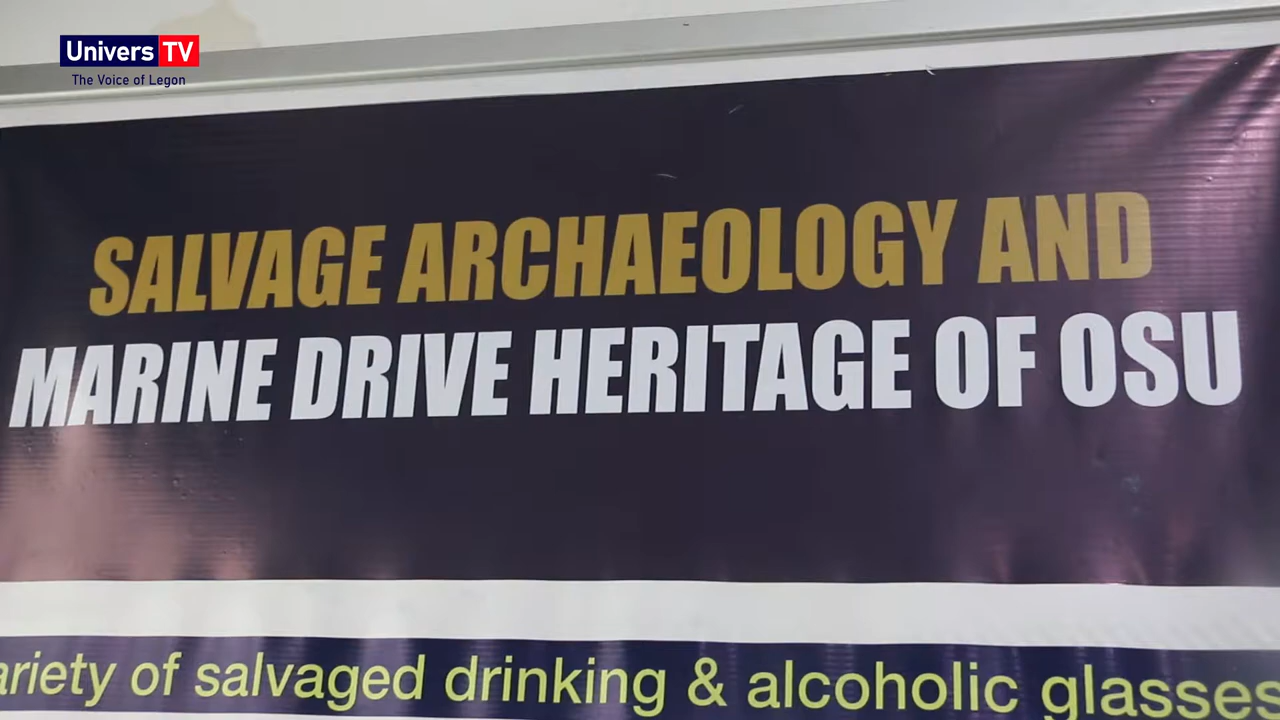 Univers TV
The Voice of Legon
SALVAGE ARCHAEOLOGY AND
MARINE DRIVE HERITAGE OF OSU
ariety of salvaged drinking & alcoholic glasses